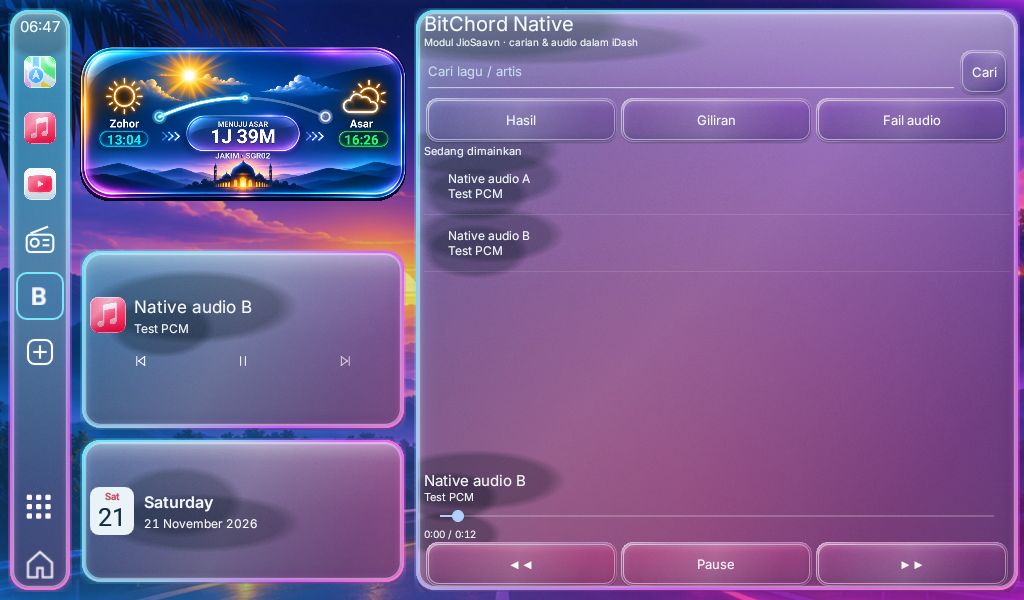 06:47
B
Zohor
13:04
MENUJU ASAR
1J 39M
JAKIM · SGR02
Asar
16:26
Native audio B
Test PCM
Sat
21
Saturday
21 November 2026
BitChord Native
Modul JioSaavn · carian & audio dalam iDash
Cari lagu / artis
Cari
Hasil
Giliran
Fail audio
Sedang dimainkan
Native audio A
Test PCM
Native audio B
Test PCM
Native audio B
Test PCM
0:00 / 0:12
Pause